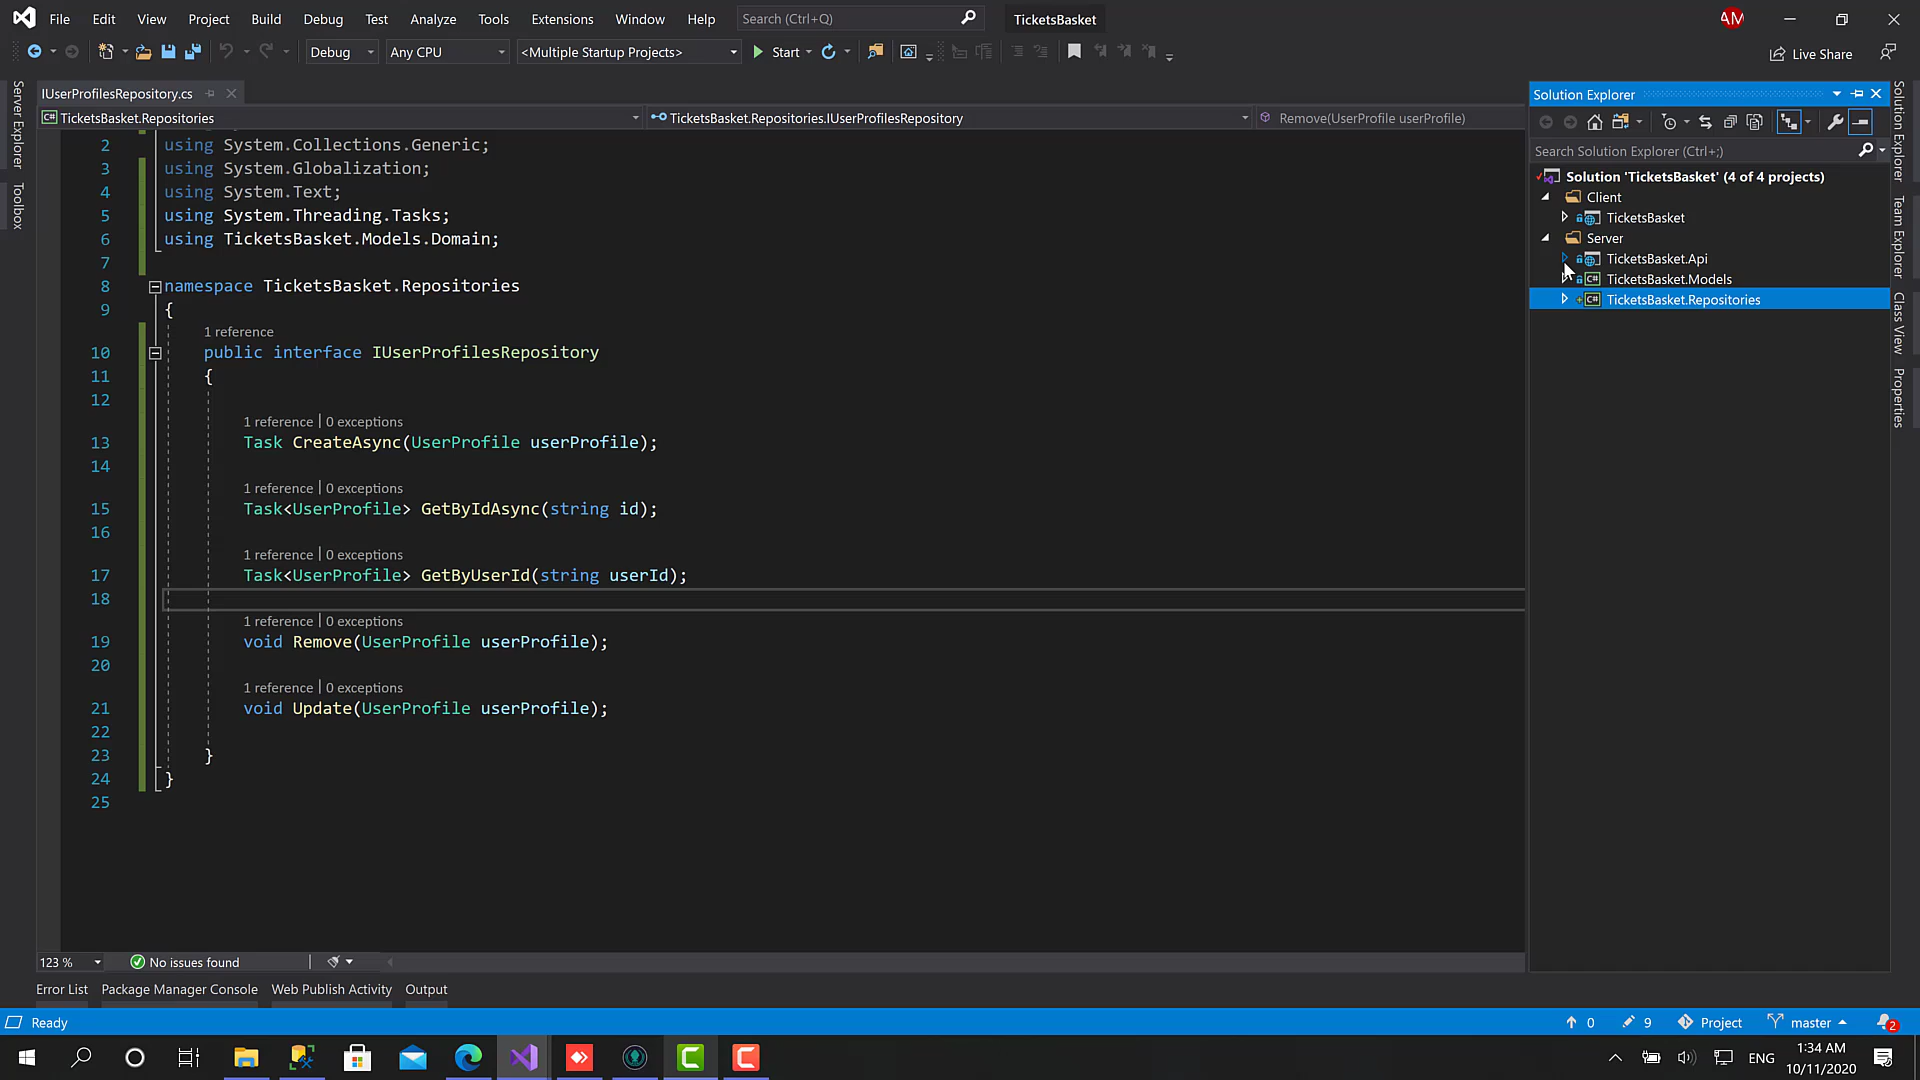 File Edit View Project Build Debug Test Analyze Tools Extensions Window Help Search (Ctrl+Q) TicketsBasket AM
Debug Any CPU <Multiple Startup Projects> Start Live Share
Server Explorer
Toolbox
IUserProfilesRepository.cs
TicketsBasket.Repositories TicketsBasket.Repositories.IUserProfilesRepository Remove(UserProfile userProfile)
2 using System.Collections.Generic;
3 using System.Globalization;
4 using System.Text;
5 using System.Threading.Tasks;
6 using TicketsBasket.Models.Domain;
7
8 namespace TicketsBasket.Repositories
9 {
1 reference
10 public interface IUserProfilesRepository
11 {
12
1 reference | 0 exceptions
13 Task CreateAsync(UserProfile userProfile);
14
1 reference | 0 exceptions
15 Task<UserProfile> GetByIdAsync(string id);
16
1 reference | 0 exceptions
17 Task<UserProfile> GetByUserId(string userId);
18
1 reference | 0 exceptions
19 void Remove(UserProfile userProfile);
20
1 reference | 0 exceptions
21 void Update(UserProfile userProfile);
22
23 }
24 }
25
123 % No issues found
Error List Package Manager Console Web Publish Activity Output
Solution Explorer
Search Solution Explorer (Ctrl+;)
Solution 'TicketsBasket' (4 of 4 projects)
Client
TicketsBasket
Server
TicketsBasket.Api
C# TicketsBasket.Models
C# TicketsBasket.Repositories
Solution Explorer
Team Explorer
Class View
Properties
Ready 0 9 Project master 2
ENG 1:34 AM
10/11/2020